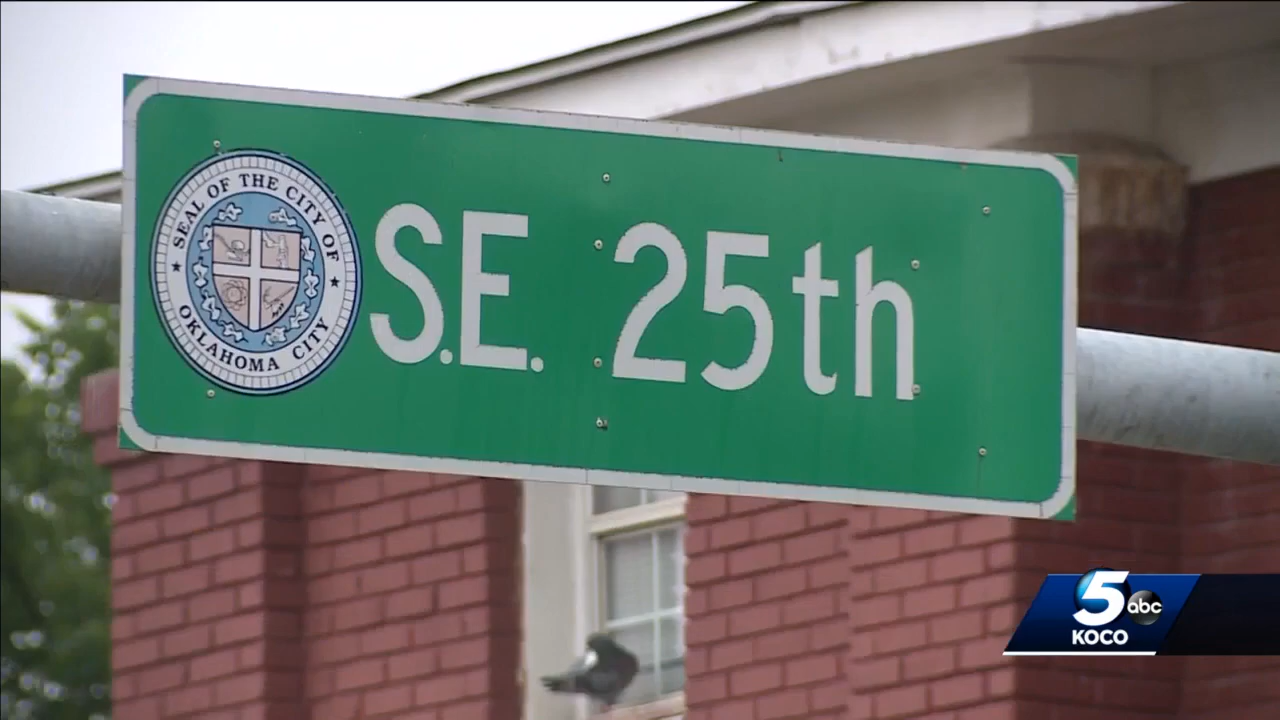 SEAL OF THE CITY OF
OKLAHOMA CITY
S.E. 25th
5 abc
KOCO